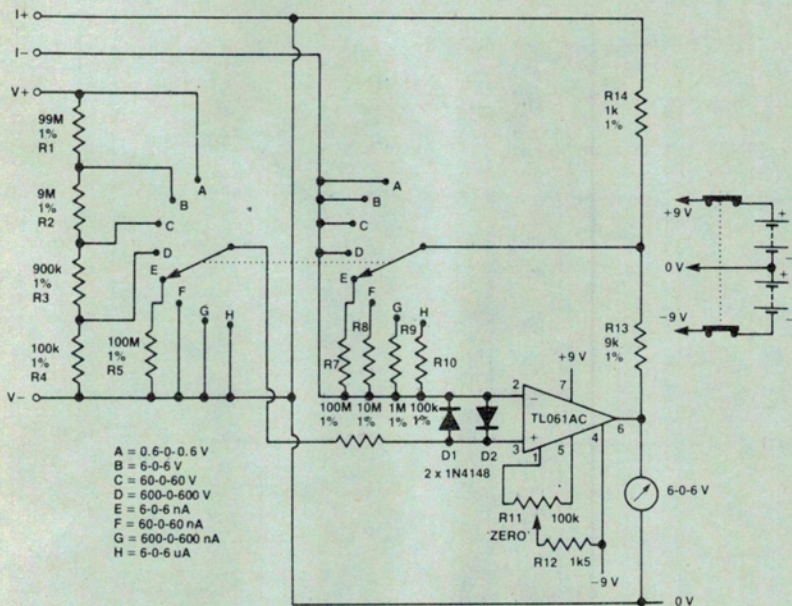 I+
I-
V+
99M
1%
R1
9M
1%
R2
900k
1%
R3
100k
1%
R4
V-
A
B
C
D
E
F
G
H
100M
1%
R5
A
B
C
D
E
F
G
H
R7
R8
R9
R10
100M
1%
10M
1%
1M
1%
100k
1%
D1
D2
2 x 1N4148
+9 V
2
7
TL061AC
6
3
1
5
4
R11
100k
'ZERO'
R12
1k5
-9 V
R14
1k
1%
R13
9k
1%
+9 V
0 V
-9 V
6-0-6 V
0 V
A = 0.6-0-0.6 V
B = 6-0-6 V
C = 60-0-60 V
D = 600-0-600 V
E = 6-0-6 nA
F = 60-0-60 nA
G = 600-0-600 nA
H = 6-0-6 uA